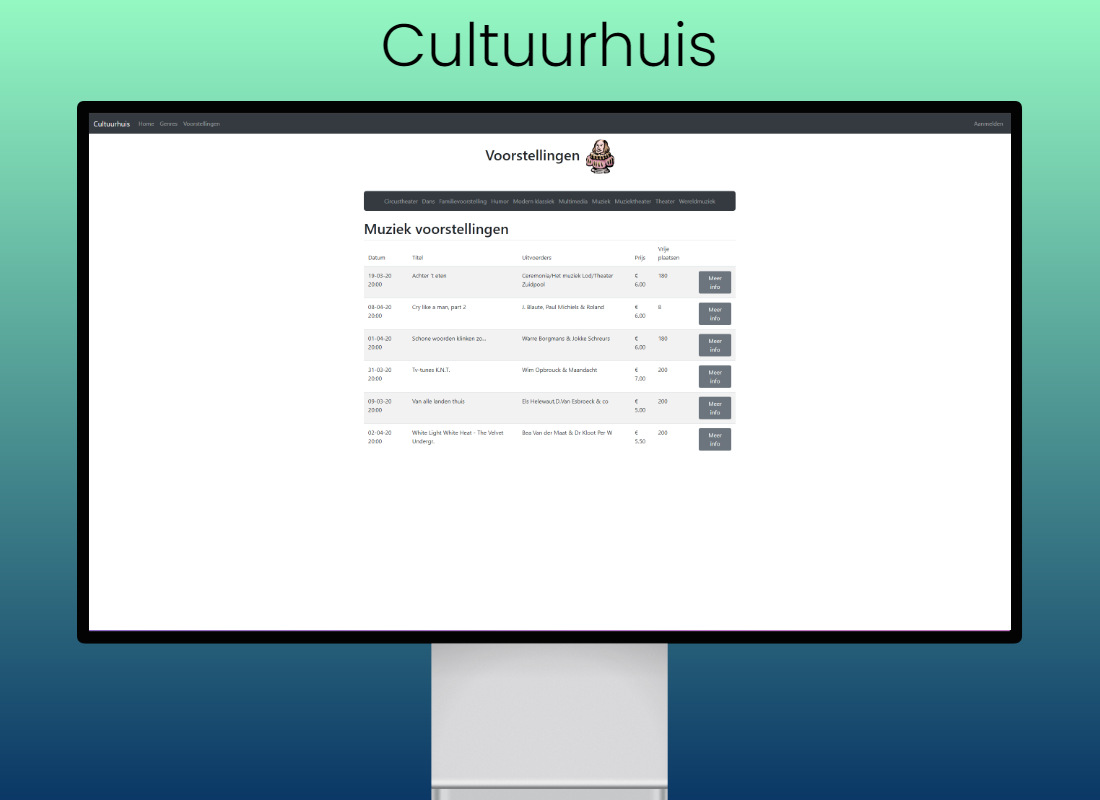 Cultuurhuis
Cultuurhuis Home Genres Voorstellingen Aanmelden
Voorstellingen
Circustheater Dans Familievoorstelling Humor Modern klassiek Multimedia Muziek Muziektheater Theater Wereldmuziek
Muziek voorstellingen
Datum Titel Uitvoerders Prijs Vrije plaatsen
19-03-20 Achter 't eten Ceremonia/Het muziek Lod/Theater € 180 Meer
20:00 Zuidpool 6.00 info
08-04-20 Cry like a man, part 2 J. Blaute, Paul Michiels & Roland € Meer
20:00 6.00 info
01-04-20 Schone woorden klinken zo... Warre Borgmans & Jokke Schreurs € 180 Meer
20:00 6.00 info
Tv-tunes K.N.T. Wim Opbrouck & Maandacht € 200 Meer
20:00 7.00 info
09-03-20 Van alle landen thuis Els Helewaut,D.Van Esbroeck & co € 200 Meer
20:00 5.00 info
02-04-20 White Light White Heat - The Velvet Bea Van der Maat & Dr Kloot Per W € 200 Meer
20:00 Undergr. 5.50 info